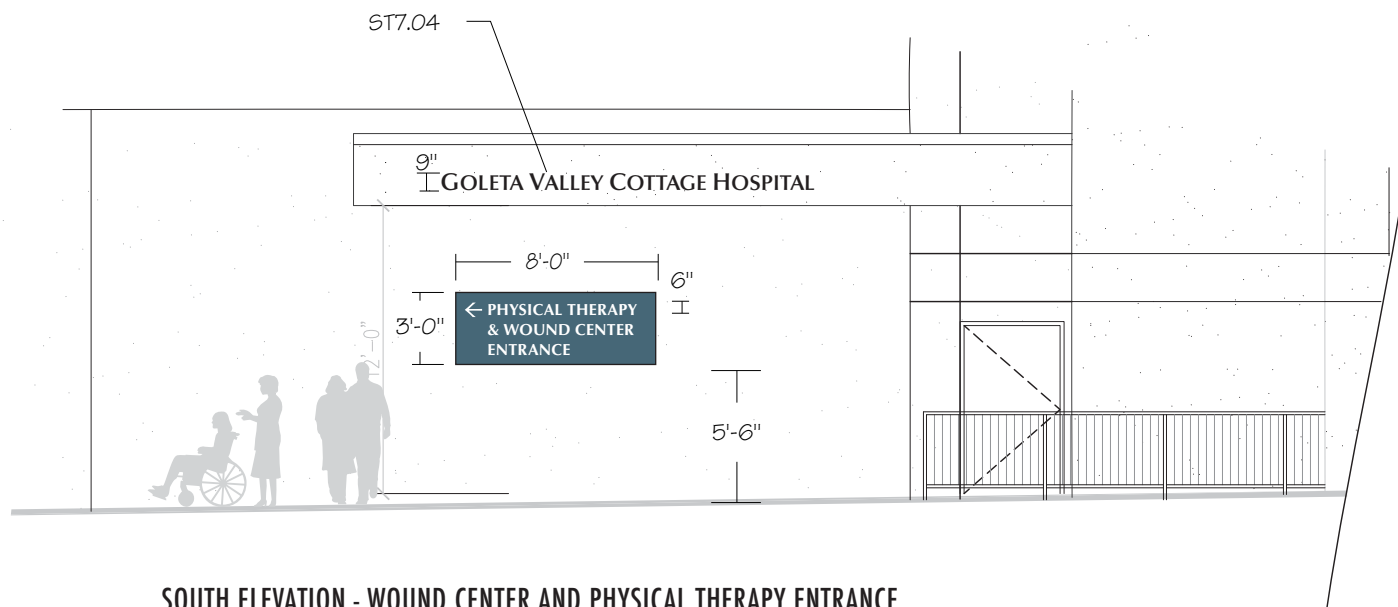 ST7.04
9"
GOLETA VALLEY COTTAGE HOSPITAL
8'-0"
6"
3'-0"
← PHYSICAL THERAPY
& WOUND CENTER
ENTRANCE
2'-0"
5'-6"
SOUTH ELEVATION - WOUND CENTER AND PHYSICAL THERAPY ENTRANCE